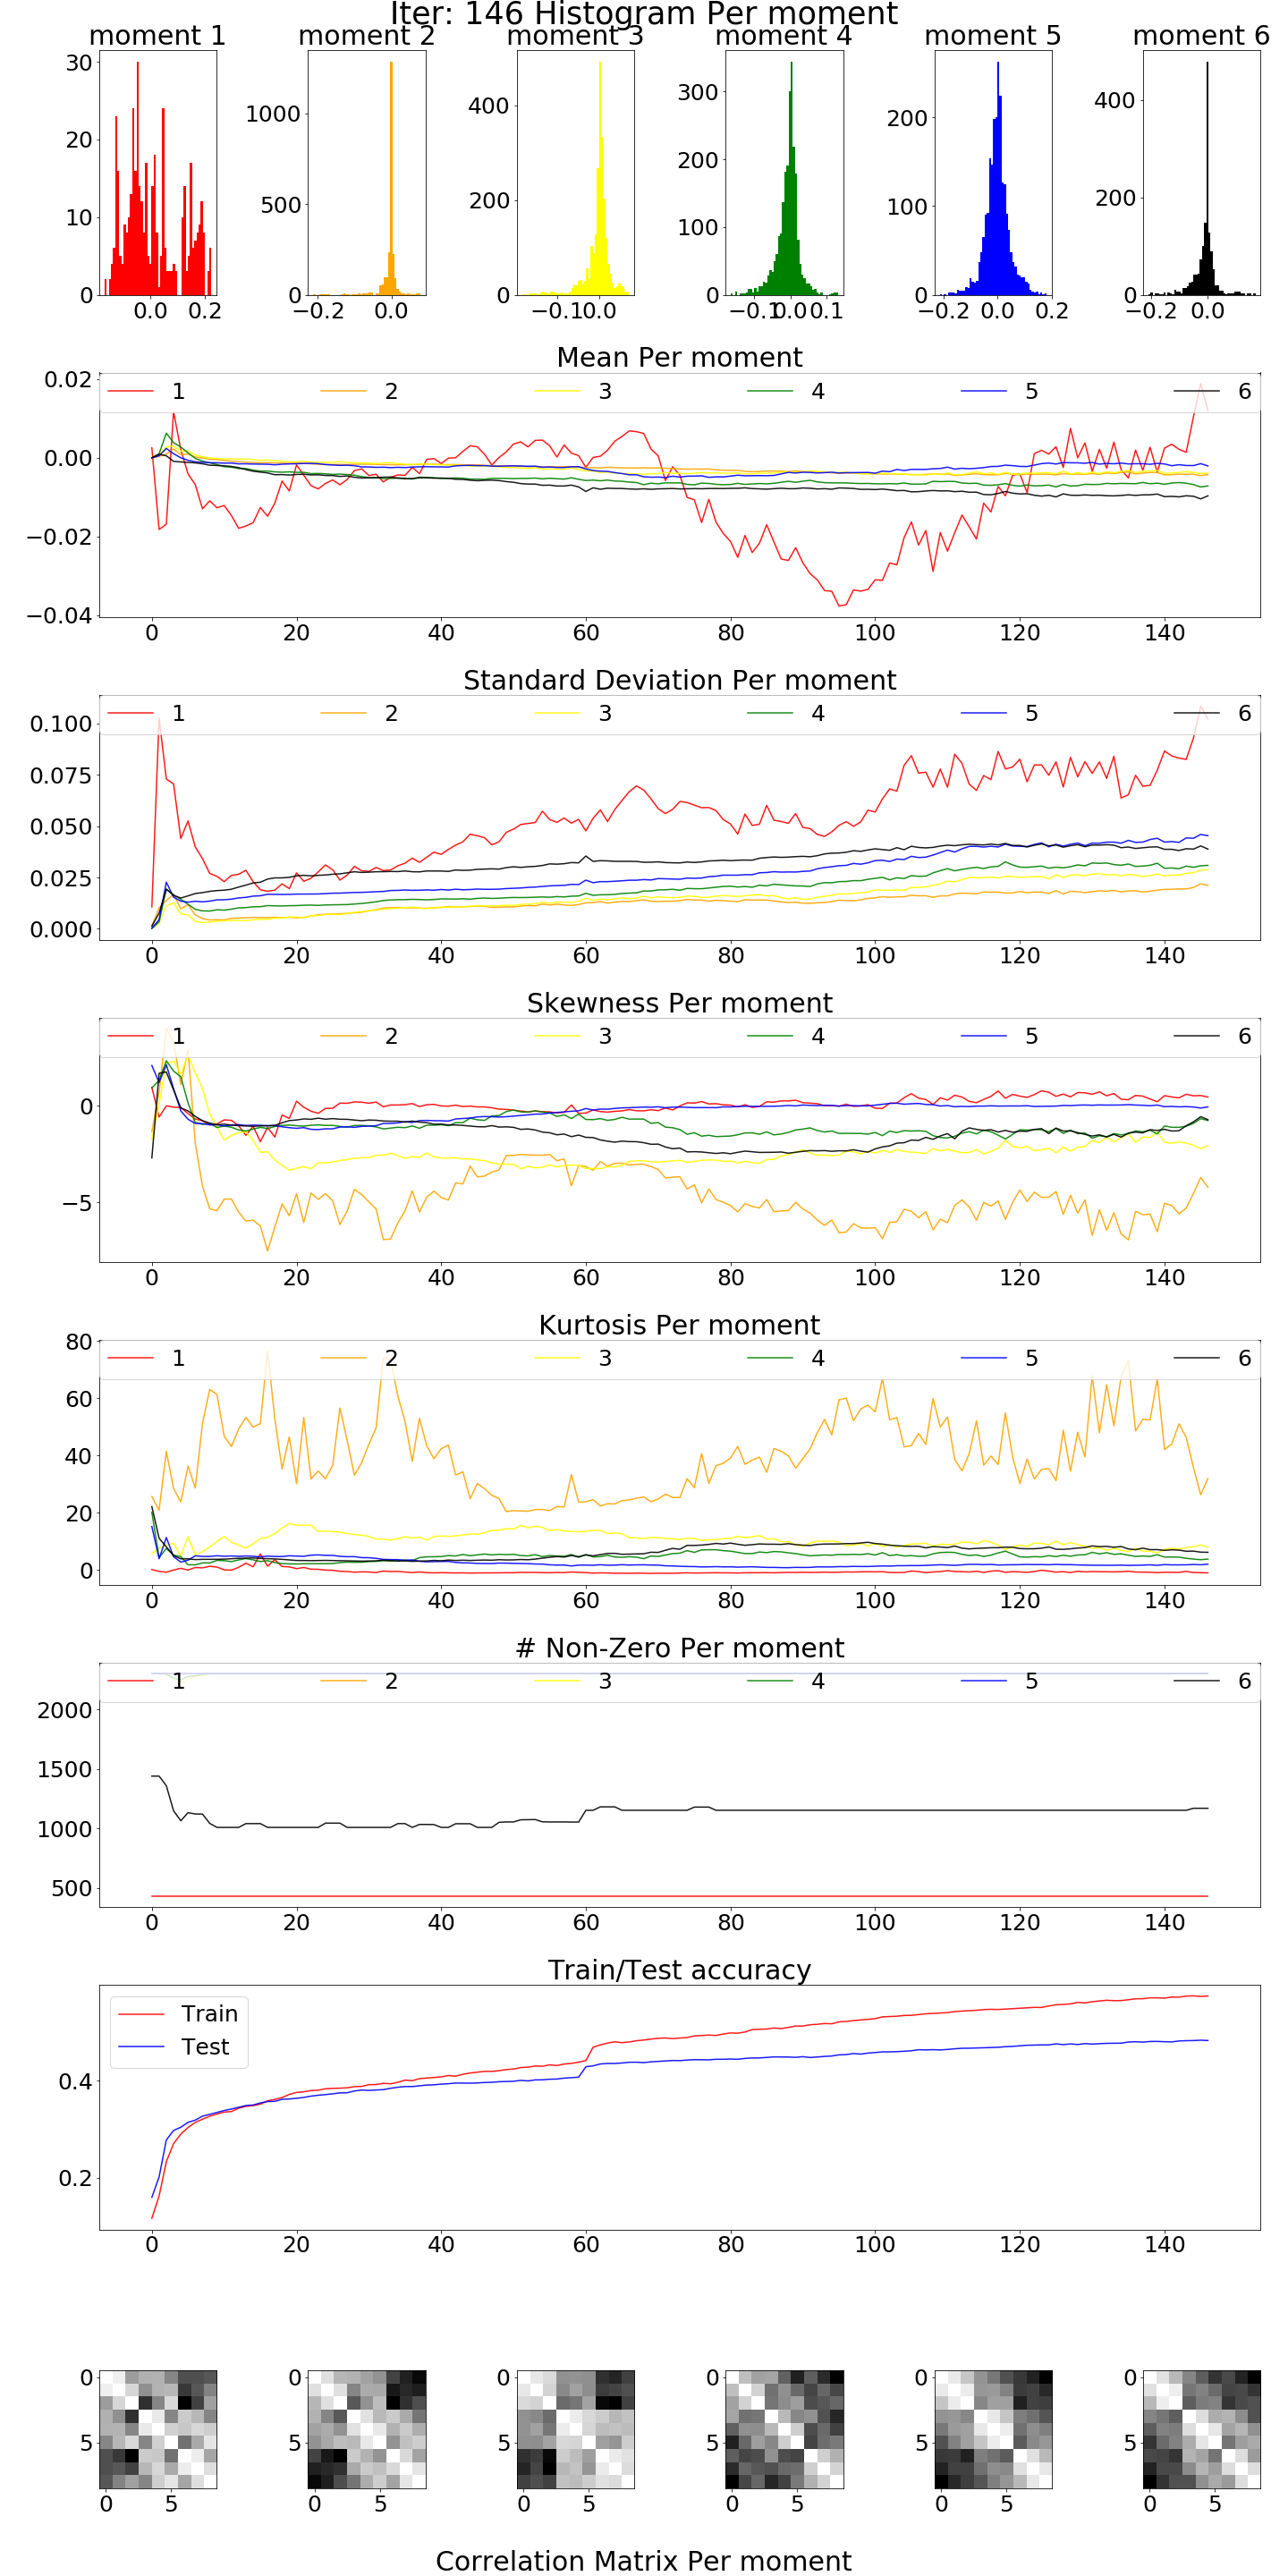 Iter: 146 Histogram Per moment
moment 1 moment 2 moment 3 moment 4 moment 5 moment 6
30
20
10
0
0.0 0.2
1000
500
0
−0.2 0.0
400
200
0
−0.1 0.0
300
200
100
0
−0.1 0.0 0.1
200
100
0
−0.2 0.0 0.2
400
200
0
−0.2 0.0
Mean Per moment
1 2 3 4 5 6
0.02
0.00
−0.02
−0.04
0 20 40 60 80 100 120 140
Standard Deviation Per moment
1 2 3 4 5 6
0.100
0.075
0.050
0.025
0.000
0 20 40 60 80 100 120 140
Skewness Per moment
1 2 3 4 5 6
0
−5
0 20 40 60 80 100 120 140
Kurtosis Per moment
1 2 3 4 5 6
80
60
40
20
0
0 20 40 60 80 100 120 140
# Non-Zero Per moment
1 2 3 4 5 6
2000
1500
1000
500
0 20 40 60 80 100 120 140
Train/Test accuracy
Train
Test
0.4
0.2
0 20 40 60 80 100 120 140
0 0 0 0 0 0
5 5 5 5 5 5
0 5 0 5 0 5 0 5 0 5 0 5
Correlation Matrix Per moment